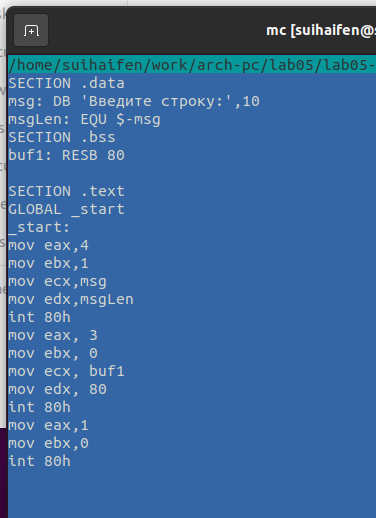 mc [suihaifen@
/home/suihaifen/work/arch-pc/lab05/lab05-
SECTION .data
msg: DB 'Введите строку:',10
msgLen: EQU $-msg
SECTION .bss
buf1: RESB 80
SECTION .text
GLOBAL _start
_start:
mov eax,4
mov ebx,1
mov ecx,msg
mov edx,msgLen
int 80h
mov eax, 3
mov ebx, 0
mov ecx, buf1
mov edx, 80
int 80h
mov eax,1
mov ebx,0
int 80h